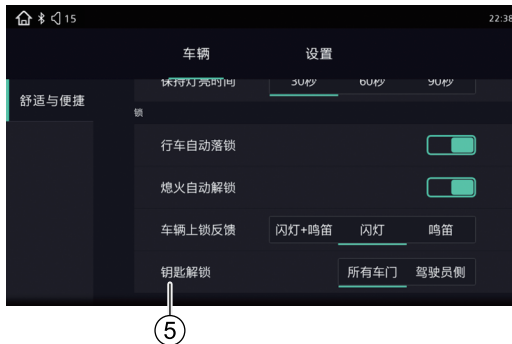 15 22:38
车辆 设置
舒适与便捷
保持灯亮时间 30秒 60秒 90秒
锁
行车自动落锁
熄火自动解锁
车辆上锁反馈 闪灯+鸣笛 闪灯 鸣笛
钥匙解锁 所有车门 驾驶员侧
5